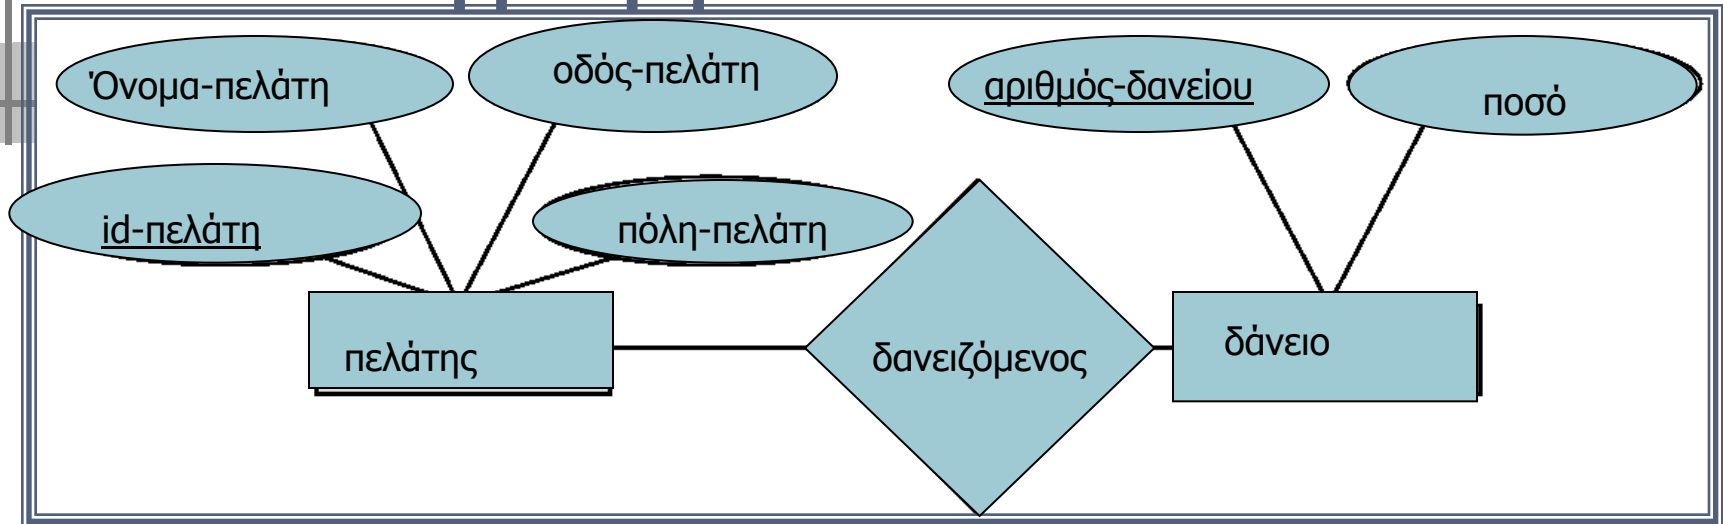 Όνομα-πελάτη
οδός-πελάτη
αριθμός-δανείου
ποσό
id-πελάτη
πόλη-πελάτη
πελάτης
δανειζόμενος
δάνειο